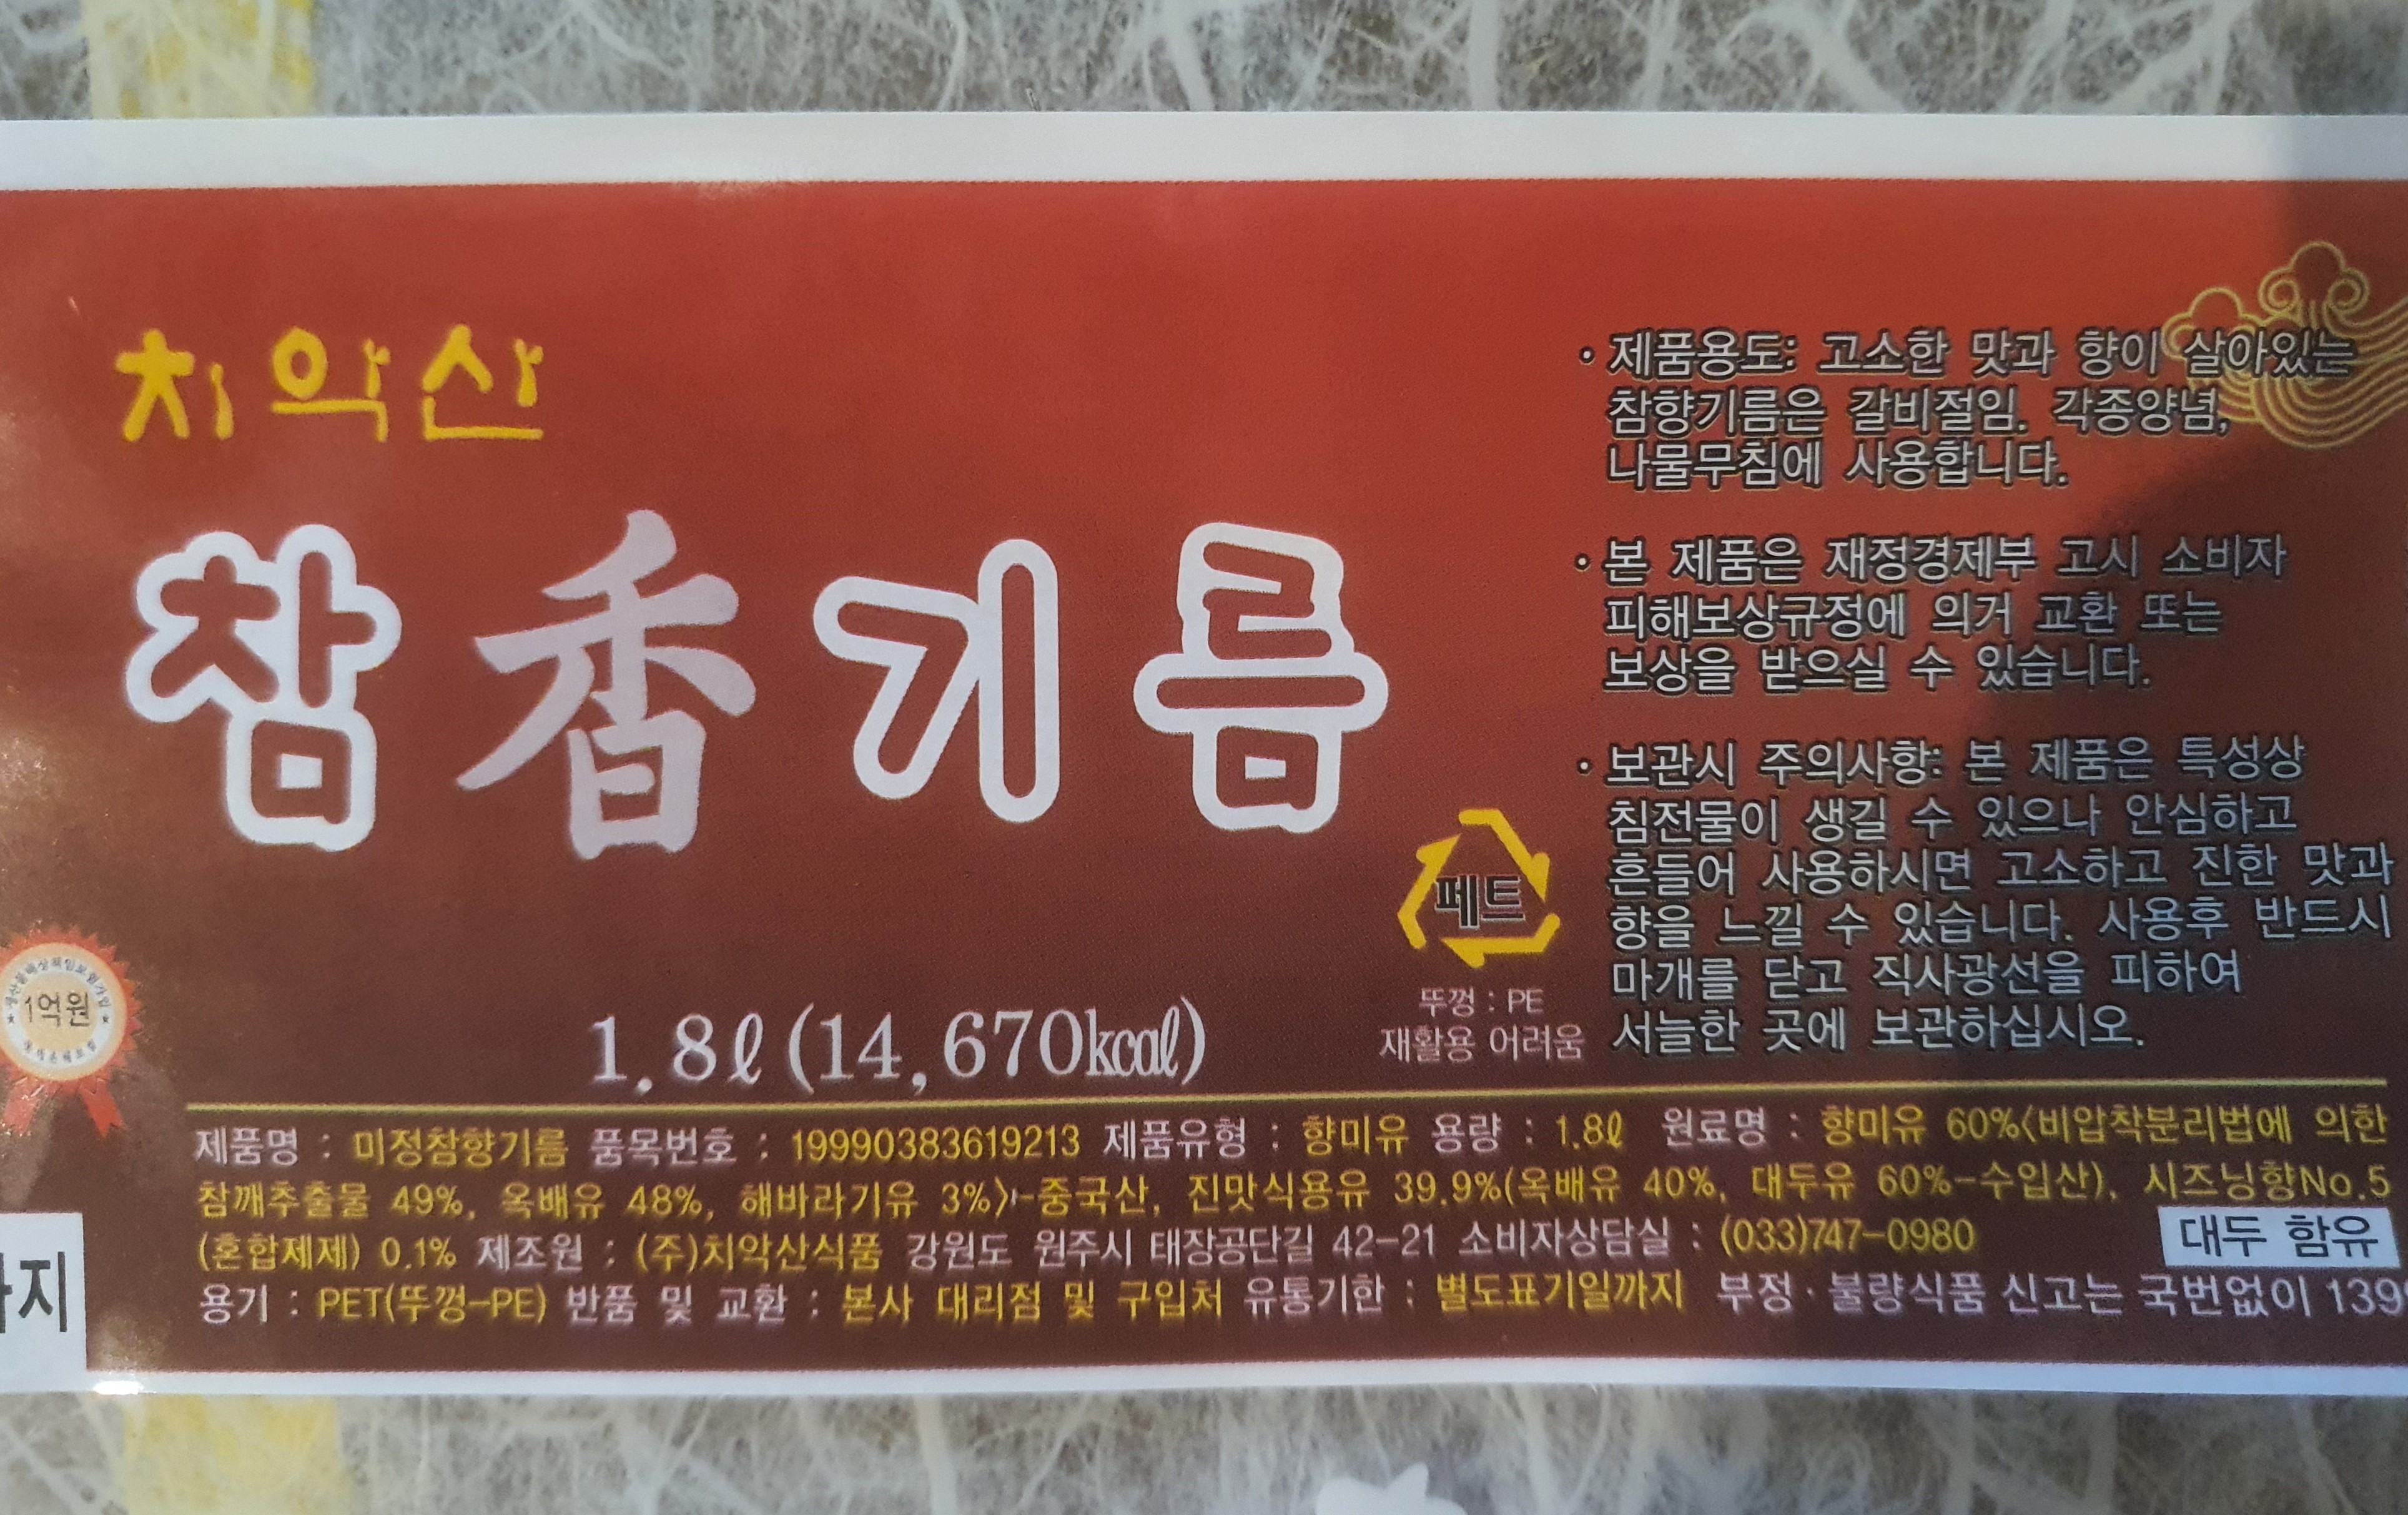 치악산
참香기름
1.8ℓ(14,670kcal)
페트
뚜껑 : PE
재활용 어려움
• 제품용도: 고소한 맛과 향이 살아있는
참향기름은 갈비절임. 각종양념,
나물무침에 사용합니다.
• 본 제품은 재정경제부 고시 소비자
피해보상규정에 의거 교환 또는
보상을 받으실 수 있습니다.
• 보관시 주의사항: 본 제품은 특성상
침전물이 생길 수 있으나 안심하고
흔들어 사용하시면 고소하고 진한 맛과
향을 느낄 수 있습니다. 사용후 반드시
마개를 닫고 직사광선을 피하여
서늘한 곳에 보관하십시오.
1억원
제품명 : 미정참향기름 품목번호 : 19990383619213 제품유형 : 향미유 용량 : 1.8ℓ 원료명 : 향미유 60%<비압착분리법에 의한
참깨추출물 49%, 옥배유 48%, 해바라기유 3%>-중국산, 진맛식용유 39.9%(옥배유 40%, 대두유 60%-수입산), 시즈닝향No.5
(혼합제제) 0.1% 제조원 : (주)치악산식품 강원도 원주시 태장공단길 42-21 소비자상담실 : (033)747-0980
대두 함유
용기 : PET(뚜껑-PE) 반품 및 교환 : 본사 대리점 및 구입처 유통기한 : 별도표기일까지 부정·불량식품 신고는 국번없이 139
까지